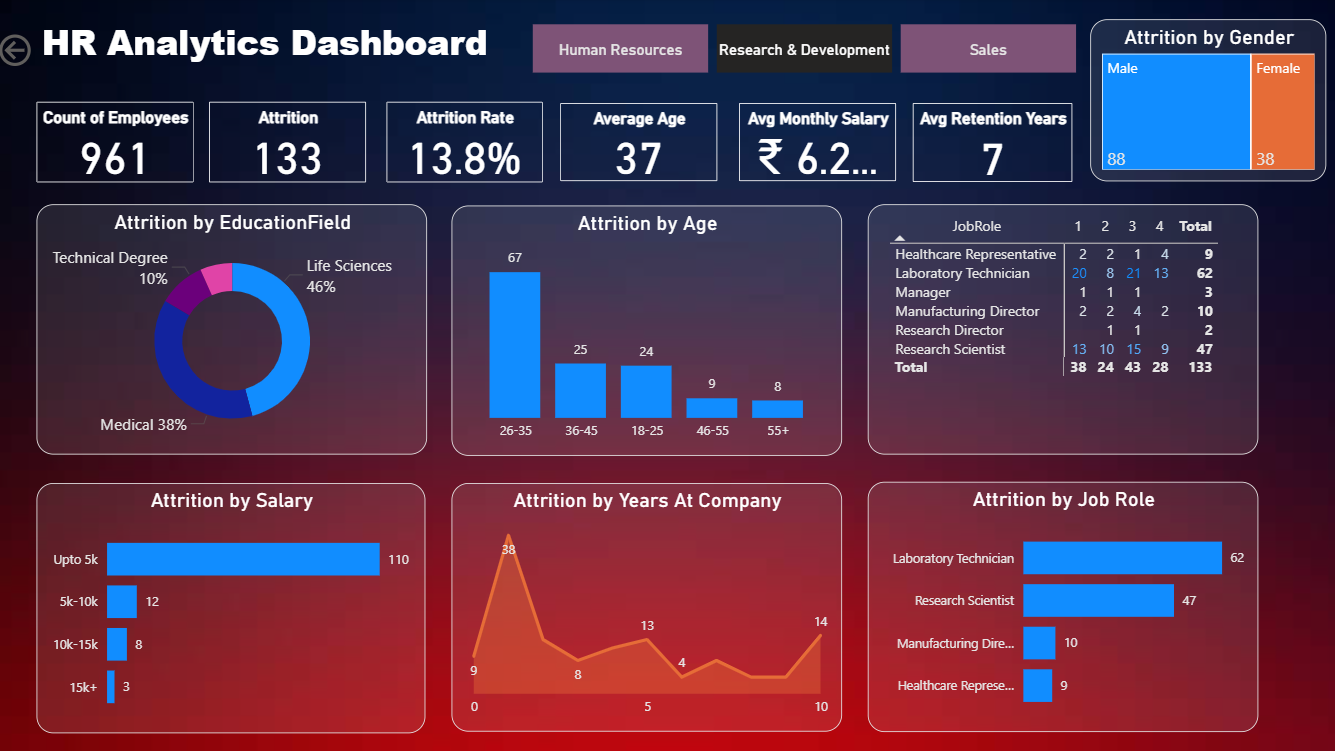 HR Analytics Dashboard
Human Resources
Research & Development
Sales
Attrition by Gender
Male
Female
88
38
Count of Employees
961
Attrition
133
Attrition Rate
13.8%
Average Age
37
Avg Monthly Salary
₹ 6.2...
Avg Retention Years
7
Attrition by EducationField
Technical Degree
10%
Life Sciences
46%
Medical 38%
Attrition by Age
67
25
24
9
8
26-35
36-45
18-25
46-55
55+
JobRole 1 2 3 4 Total
Healthcare Representative 2 2 1 4 9
Laboratory Technician 20 8 21 13 62
Manager 1 1 1 3
Manufacturing Director 2 2 4 2 10
Research Director 1 1 2
Research Scientist 13 10 15 9 47
Total 38 24 43 28 133
Attrition by Salary
Upto 5k 110
5k-10k 12
10k-15k 8
15k+ 3
Attrition by Years At Company
38
13
14
9
8
4
0
5
10
Attrition by Job Role
Laboratory Technician 62
Research Scientist 47
Manufacturing Dire... 10
Healthcare Represe... 9